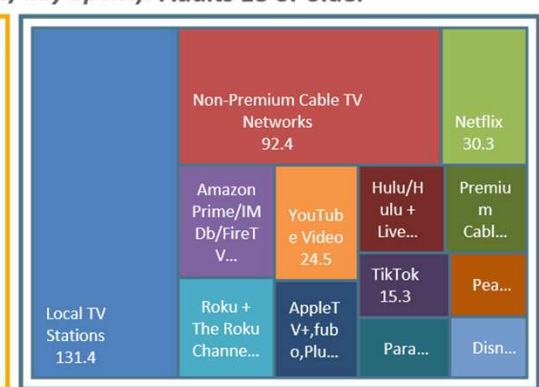 Adults 18 or Older
Non-Premium Cable TV
Networks
92.4
Netflix
30.3
Amazon
Prime/IM
Db/FireT
V...
YouTub
e Video
24.5
Hulu/H
ulu +
Live...
Premiu
m
Cabl...
TikTok
15.3
Pea...
Local TV
Stations
131.4
Roku +
The Roku
Channe...
AppleT
V+,fub
o,Plu...
Para...
Disn...